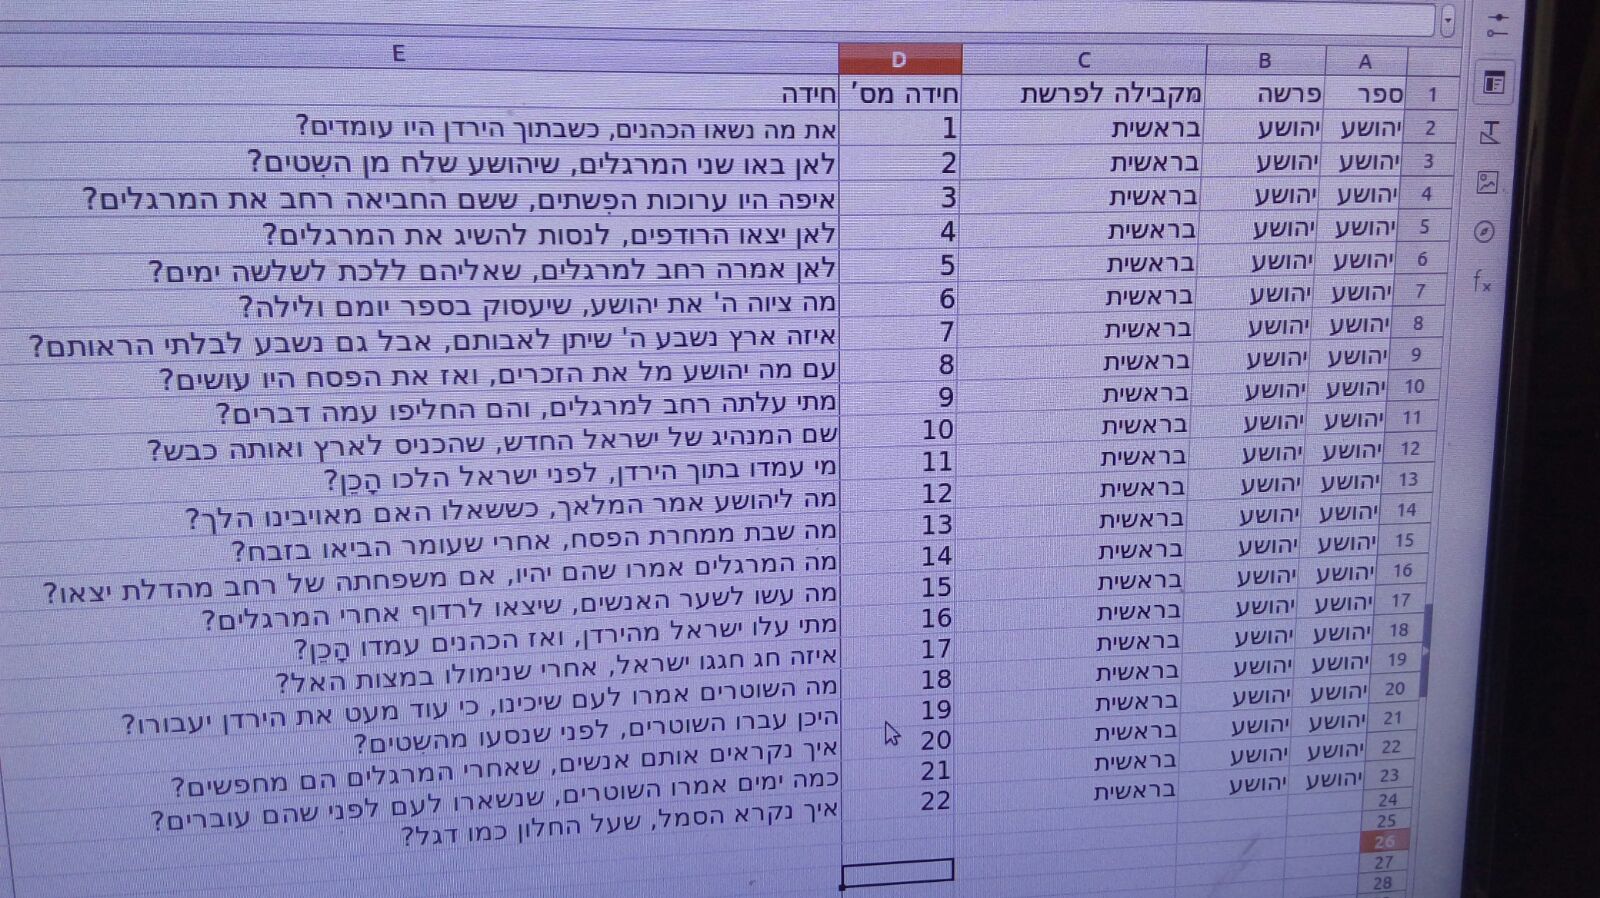 A B C D E
1 ספר פרשה מקבילה לפרשת חידה מס' חידה
2 יהושע יהושע בראשית 1 את מה נשאו הכהנים, כשבתוך הירדן היו עומדים?
3 יהושע יהושע בראשית 2 לאן באו שני המרגלים, שיהושע שלח מן השִטים?
4 יהושע יהושע בראשית 3 איפה היו ערוכות הפִשתים, ששם החביאה רחב את המרגלים?
5 יהושע יהושע בראשית 4 לאן יצאו הרודפים, לנסות להשיג את המרגלים?
6 יהושע יהושע בראשית 5 לאן אמרה רחב למרגלים, שאליהם ללכת לשלשה ימים?
7 יהושע יהושע בראשית 6 מה ציוה ה' את יהושע, שיעסוק בספר יומם ולילה?
8 יהושע יהושע בראשית 7 איזה ארץ נשבע ה' שיתן לאבותם, אבל גם נשבע לבלתי הראותם?
9 יהושע יהושע בראשית 8 עם מה יהושע מל את הזכרים, ואז את הפסח היו עושים?
10 יהושע יהושע בראשית 9 מתי עלתה רחב למרגלים, והם החליפו עמה דברים?
11 יהושע יהושע בראשית 10 שם המנהיג של ישראל החדש, שהכניס לארץ ואותה כבש?
12 יהושע יהושע בראשית 11 מי עמדו בתוך הירדן, לפני ישראל הלכו הָכֵן?
13 יהושע יהושע בראשית 12 מה ליהושע אמר המלאך, כששאלו האם מאויבינו הלך?
14 יהושע יהושע בראשית 13 מה שבת ממחרת הפסח, אחרי שעומר הביאו בזבח?
15 יהושע יהושע בראשית 14 מה המרגלים אמרו שהם יהיו, אם משפחתה של רחב מהדלת יצאו?
16 יהושע יהושע בראשית 15 מה עשו לשער האנשים, שיצאו לרדוף אחרי המרגלים?
17 יהושע יהושע בראשית 16 מתי עלו ישראל מהירדן, ואז הכהנים עמדו הָכֵן?
18 יהושע יהושע בראשית 17 איזה חג חגגו ישראל, אחרי שנימולו במצות האל?
19 יהושע יהושע בראשית 18 מה השוטרים אמרו לעם שיכינו, כי עוד מעט את הירדן יעבורו?
20 יהושע יהושע בראשית 19 היכן עברו השוטרים, לפני שנסעו מהשִטים?
21 יהושע יהושע בראשית 20 איך נקראים אותם אנשים, שאחרי המרגלים הם מחפשים?
22 יהושע יהושע בראשית 21 כמה ימים אמרו השוטרים, שנשארו לעם לפני שהם עוברים?
23 יהושע יהושע בראשית 22 איך נקרא הסמל, שעל החלון כמו דגל?
24
25
26
27
28